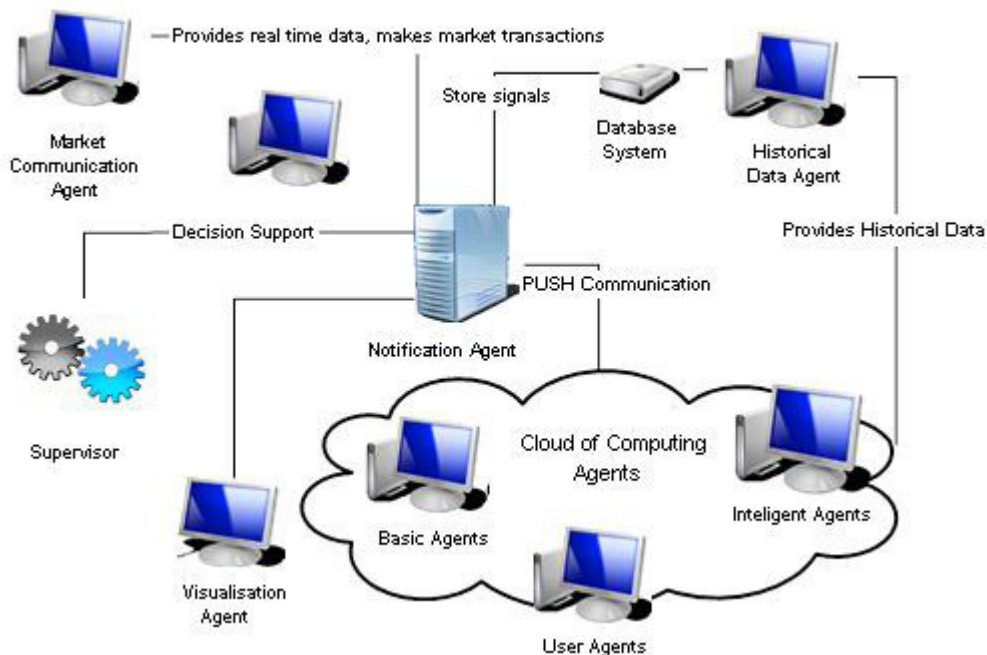 Provides real time data, makes market transactions
Store signals
Market
Communication
Agent
Database
System
Historical
Data Agent
Decision Support
Provides Historical Data
PUSH Communication
Notification Agent
Supervisor
Cloud of Computing
Agents
Basic Agents
Inteligent Agents
Visualisation
Agent
User Agents